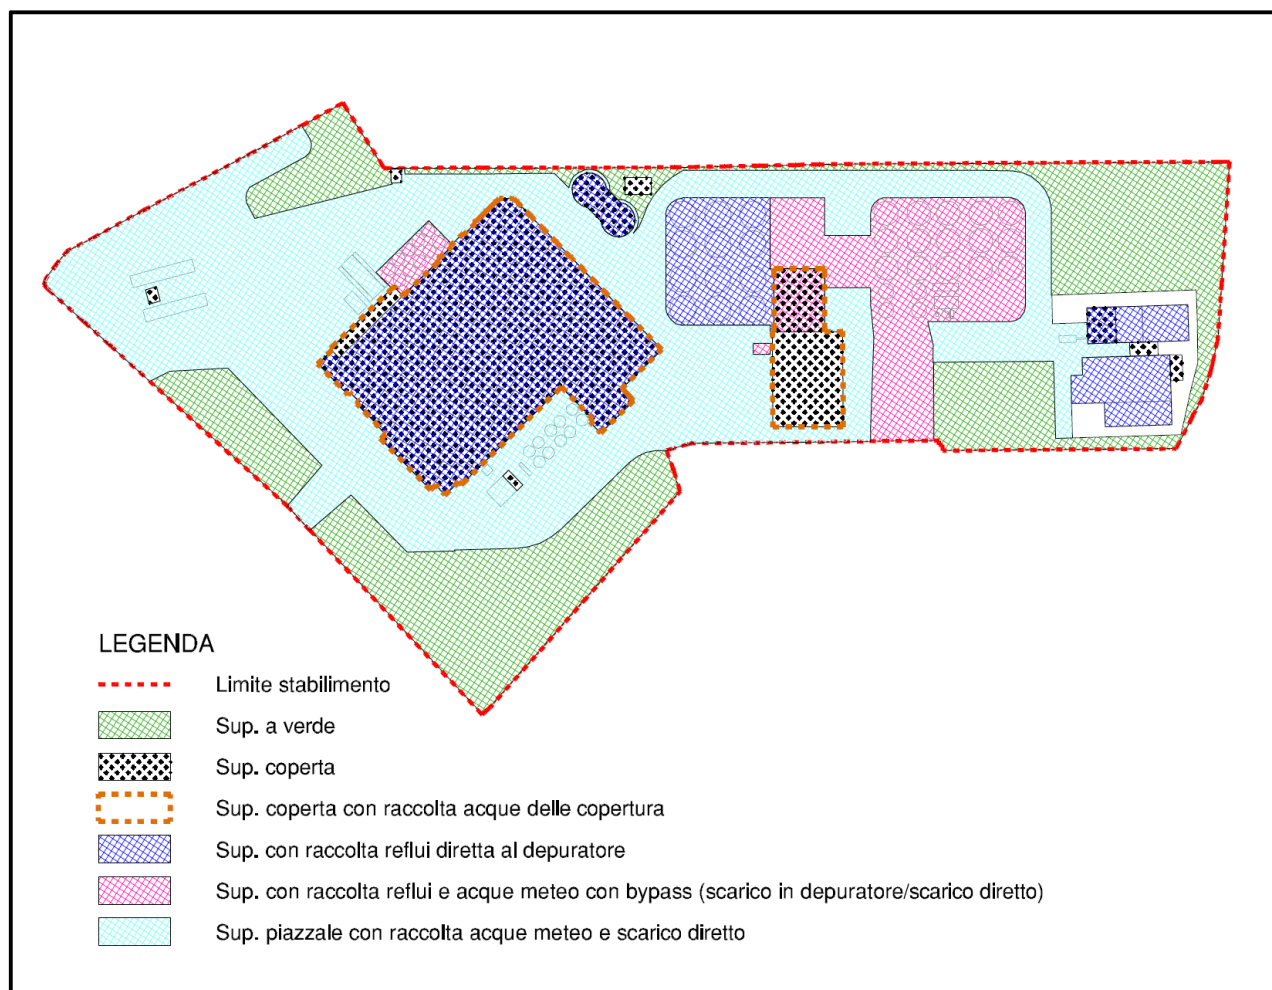 LEGENDA
Limite stabilimento
Sup. a verde
Sup. coperta
Sup. coperta con raccolta acque delle copertura
Sup. con raccolta reflui diretta al depuratore
Sup. con raccolta reflui e acque meteo con bypass (scarico in depuratore/scarico diretto)
Sup. piazzale con raccolta acque meteo e scarico diretto